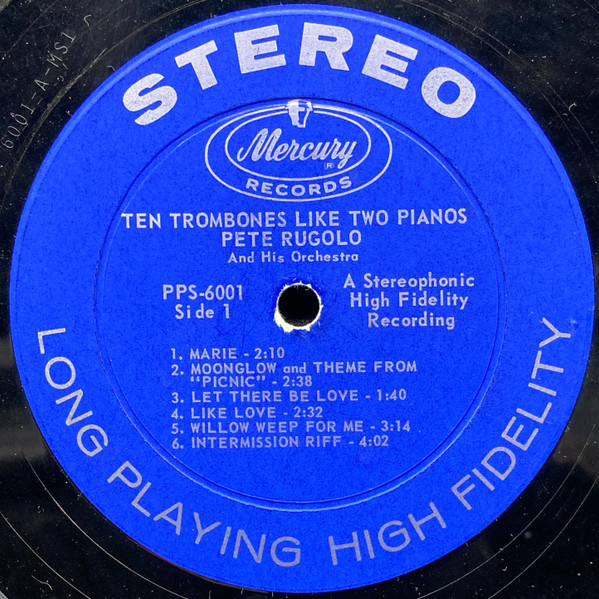 STEREO
Mercury
®
RECORDS
TEN TROMBONES LIKE TWO PIANOS
PETE RUGOLO
And His Orchestra
PPS-6001
Side 1
A Stereophonic
High Fidelity
Recording
1. MARIE - 2:10
2. MOONGLOW and THEME FROM
"PICNIC" - 2:38
3. LET THERE BE LOVE - 1:40
4. LIKE LOVE - 2:32
5. WILLOW WEEP FOR ME - 3:14
6. INTERMISSION RIFF - 4:02
LONG PLAYING HIGH FIDELITY
6001-A-MS1